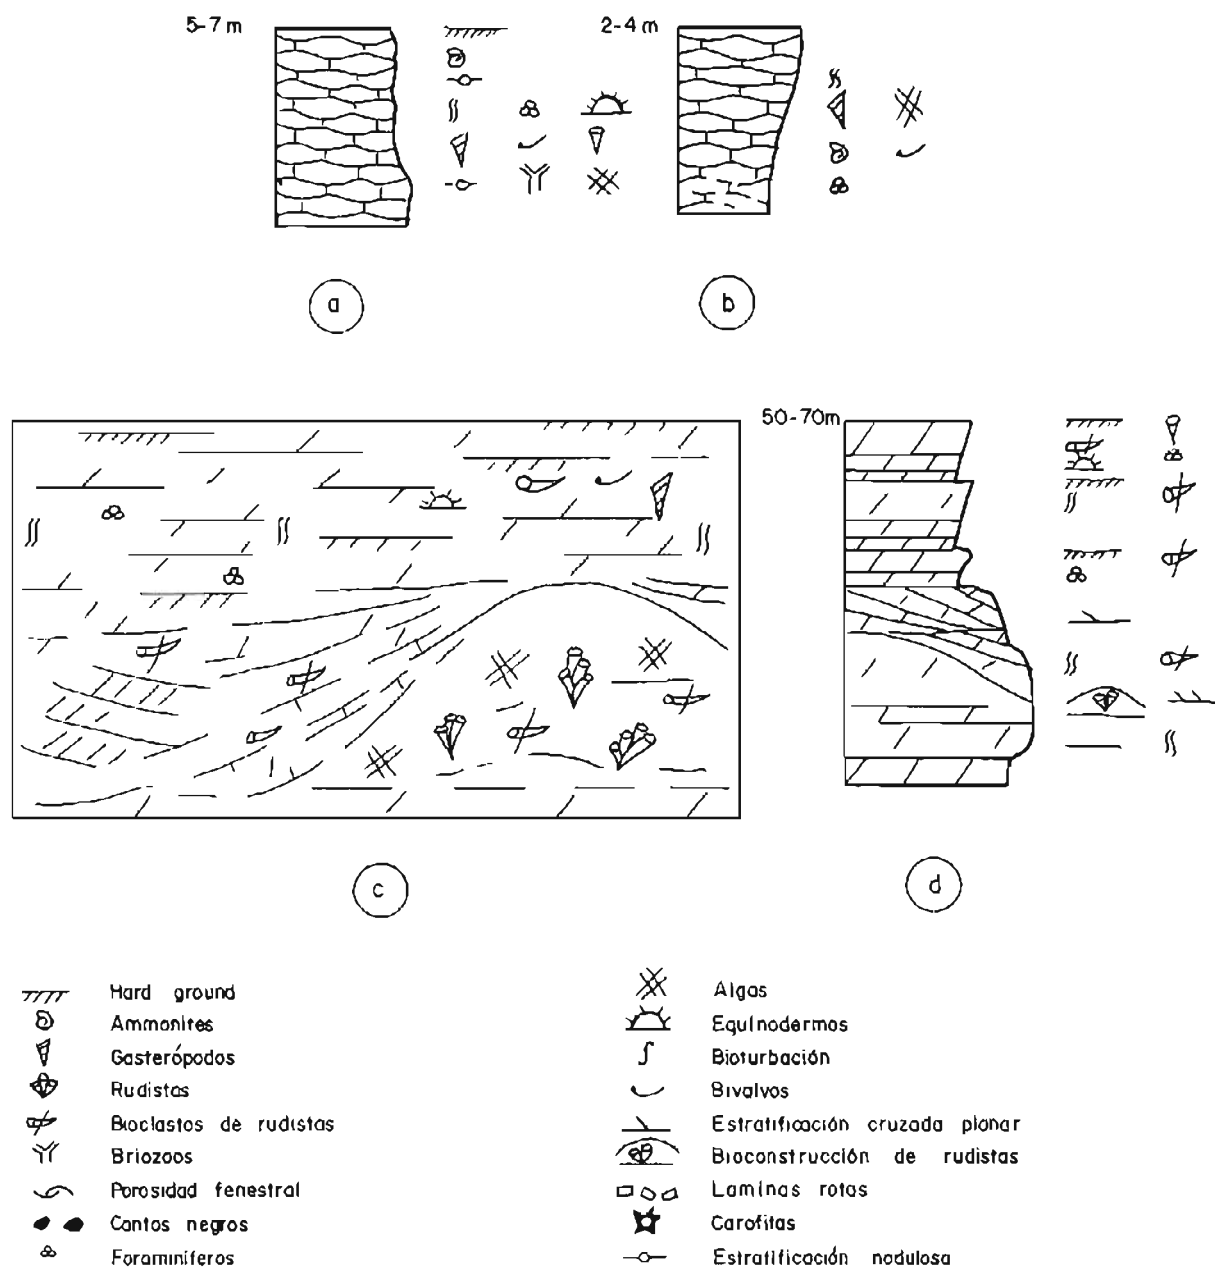 5-7 m
2-4 m
a
b
50-70m
c
d
Hard ground
Ammonites
Gasterópodos
Rudistas
Bioclastos de rudistas
Briozoos
Porosidad fenestral
Cantos negros
Foraminíferos
Algas
Equinodermos
Bioturbación
Bivalvos
Estratificación cruzada planar
Bioconstrucción de rudistas
Laminas rotas
Carofitas
Estratificación nodulosa